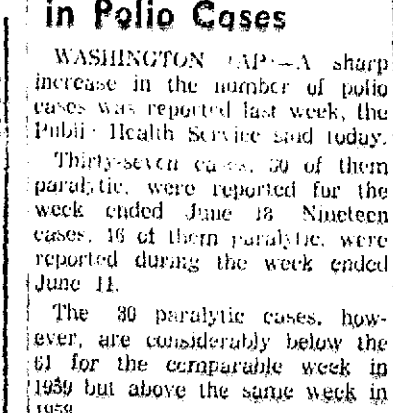 in Polio Cases
WASHINGTON (AP)—A sharp
increase in the number of polio
cases was reported last week, the
Public Health Service said today.
Thirty-seven cases, 30 of them
paralytic, were reported for the
week ended June 18. Nineteen
cases, 16 of them paralytic, were
reported during the week ended
June 11.
The 30 paralytic cases, how-
ever, are considerably below the
61 for the comparable week in
1959 but above the same week in